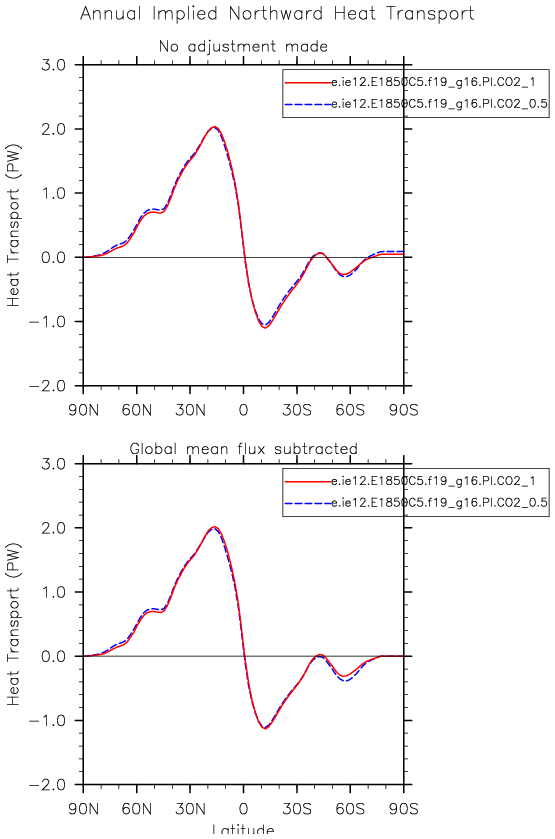 Annual Implied Northward Heat Transport
No adjustment made
3.0
2.0
1.0
0.0
−1.0
−2.0
Heat Transport (PW)
e.ie12.E1850C5.f19_g16.PI.CO2_1
e.ie12.E1850C5.f19_g16.PI.CO2_0.5
90N 60N 30N 0 30S 60S 90S
Global mean flux subtracted
3.0
2.0
1.0
0.0
−1.0
−2.0
Heat Transport (PW)
e.ie12.E1850C5.f19_g16.PI.CO2_1
e.ie12.E1850C5.f19_g16.PI.CO2_0.5
90N 60N 30N 0 30S 60S 90S
Latitude